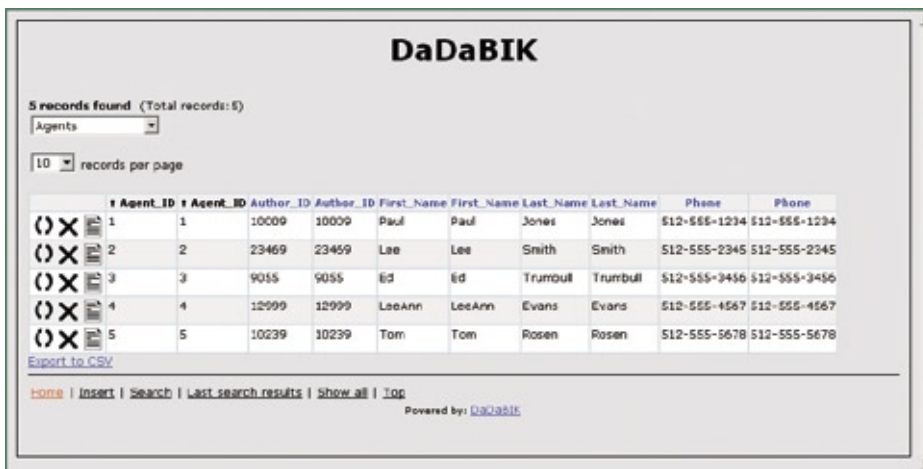 DaDaBIK
5 records found (Total records:5)
Agents
10 records per page
Agent_ID Agent_ID Author_ID Author_ID First_Name First_Name Last_Name Last_Name Phone Phone
1 1 10009 10009 Paul Paul Jones Jones 512-555-1234 512-555-1234
2 2 23469 23469 Lee Lee Smith Smith 512-555-2345 512-555-2345
3 3 9055 9055 Ed Ed Trumbull Trumbull 512-555-3456 512-555-3456
4 4 12999 12999 LeeAnn LeeAnn Evans Evans 512-555-4567 512-555-4567
5 5 10239 10239 Tom Tom Rosen Rosen 512-555-5678 512-555-5678
Export to CSV
Home | Insert | Search | Last search results | Show all | Top
Powered by: DaDaBIK